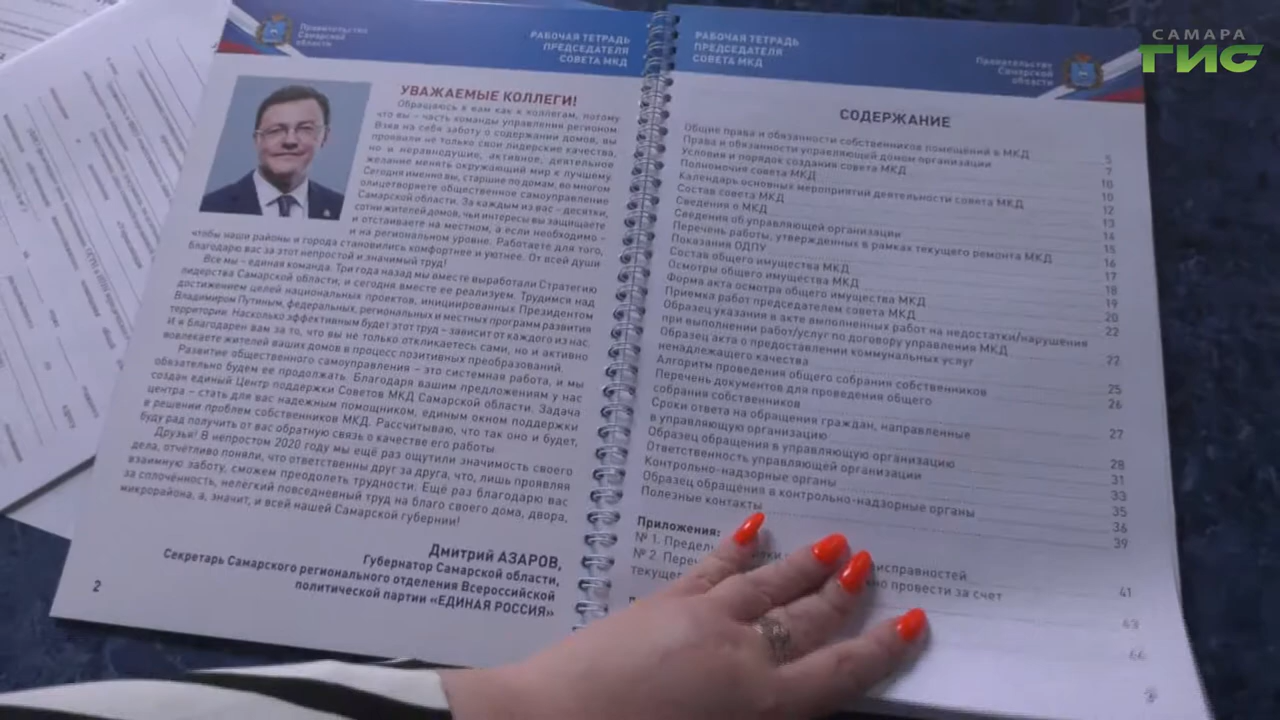 Правительство
Самарской
области
РАБОЧАЯ ТЕТРАДЬ
ПРЕДСЕДАТЕЛЯ
СОВЕТА МКД
УВАЖАЕМЫЕ КОЛЛЕГИ!
Обращаюсь к вам как к коллегам, потому
что вы – часть команды управления регионом
Взяв на себя заботу о содержании домов, вы
проявили не только свои лидерские качества,
но и неравнодушие, активное, деятельное
желание менять окружающий мир к лучшему.
Сегодня именно вы, старшие по домам, во многом
олицетворяете общественное самоуправление
Самарской области. За каждым из вас – десятки,
сотни жителей домов, чьи интересы вы защищаете
и отстаиваете на местном, а если необходимо –
и на региональном уровне. Работаете для того,
чтобы наши районы и города становились комфортнее и уютнее. От всей души
благодарю вас за этот непростой и значимый труд!
Все мы – единая команда. Три года назад мы вместе выработали Стратегию
лидерства Самарской области, и сегодня вместе ее реализуем. Трудимся над
достижением целей национальных проектов, инициированных Президентом
Владимиром Путиным, федеральных, региональных и местных программ развития
территории. Насколько эффективным будет этот труд – зависит от каждого из нас.
И я благодарен вам за то, что вы не только откликаетесь сами, но и активно
вовлекаете жителей ваших домов в процесс позитивных преобразований.
Развитие общественного самоуправления – это системная работа, и мы
обязательно будем ее продолжать. Благодаря вашим предложениям у нас
создан единый Центр поддержки Советов МКД Самарской области. Задача
центра – стать для вас надежным помощником, единым окном поддержки
в решении проблем собственников МКД. Рассчитываю, что так оно и будет,
буду рад получить от вас обратную связь о качестве его работы.
Друзья! В непростом 2020 году мы ещё раз ощутили значимость своего
дела, отчётливо поняли, что ответственны друг за друга, что, лишь проявляя
взаимную заботу, сможем преодолеть трудности. Ещё раз благодарю вас
за сплочённость, нелегкий повседневный труд на благо своего дома, двора,
микрорайона, а, значит, и всей нашей Самарской губернии!
Дмитрий АЗАРОВ,
Губернатор Самарской области,
Секретарь Самарского регионального отделения Всероссийской
политической партии «ЕДИНАЯ РОССИЯ»
2
РАБОЧАЯ ТЕТРАДЬ
ПРЕДСЕДАТЕЛЯ
СОВЕТА МКД
Правительство
Самарской
области
САМАРА
ГИС
СОДЕРЖАНИЕ
Общие права и обязанности собственников помещений в МКД 5
Права и обязанности управляющей домом организации 7
Условия и порядок создания совета МКД 10
Полномочия совета МКД 10
Календарь основных мероприятий деятельности совета МКД 12
Состав совета МКД 13
Сведения о МКД 14
Сведения об управляющей организации 15
Перечень работы, утвержденных в рамках текущего ремонта МКД 16
Показания ОДПУ 17
Состав общего имущества МКД 18
Осмотры общего имущества МКД 19
Форма акта осмотра общего имущества МКД 20
Приемка работ председателем совета МКД 22
Образец указания в акте выполненных работ на недостатки/нарушения
при выполнении работ/услуг по договору управления МКД 22
Образец акта о предоставлении коммунальных услуг
ненадлежащего качества 25
Алгоритм проведения общего собрания собственников 26
Перечень документов для проведения общего
собрания собственников 27
Сроки ответа на обращения граждан, направленные
в управляющую организацию 28
Образец обращения в управляющую организацию 31
Ответственность управляющей организации 33
Контрольно-надзорные органы 35
Образец обращения в контрольно-надзорные органы 36
Полезные контакты 39
Приложения:
№ 1. исправностей 41
№ 2. провести за счет
63
66